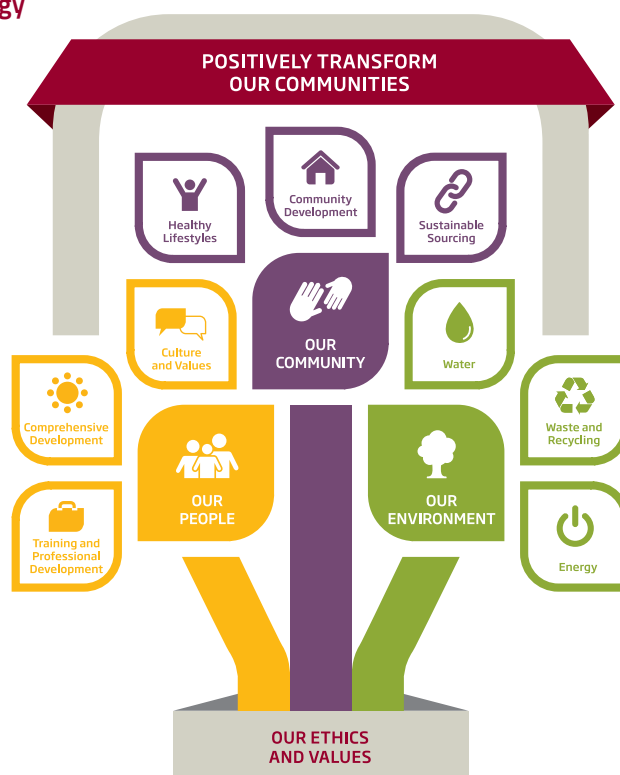 POSITIVELY TRANSFORM
OUR COMMUNITIES
Community
Development
Healthy
Lifestyles
Sustainable
Sourcing
OUR
COMMUNITY
Culture
and Values
Water
Comprehensive
Development
Waste and
Recycling
OUR
PEOPLE
OUR
ENVIRONMENT
Training and
Professional
Development
Energy
OUR ETHICS
AND VALUES